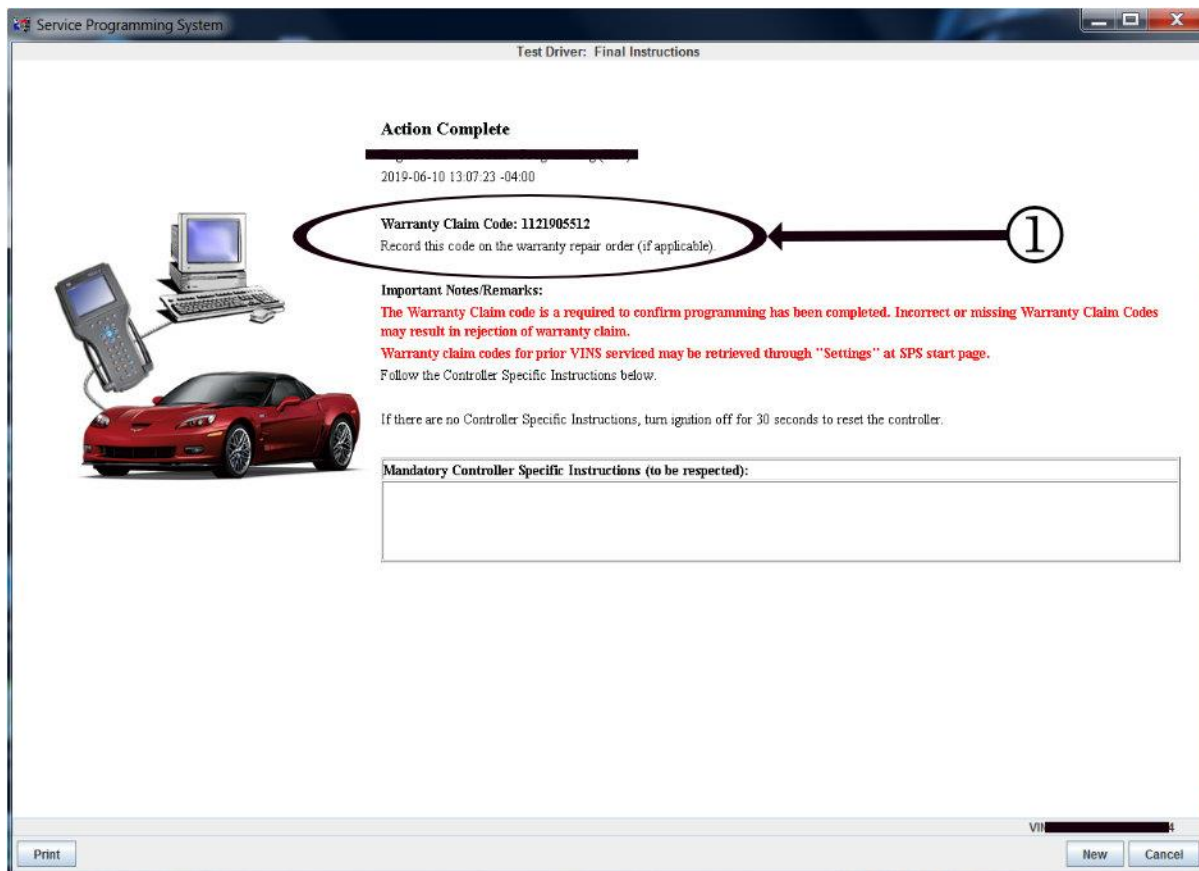 Service Programming System
Test Driver: Final Instructions
Action Complete
2019-06-10 13:07:23 -04:00
Warranty Claim Code: 1121905512
Record this code on the warranty repair order (if applicable).
①
Important Notes/Remarks:
The Warranty Claim code is a required to confirm programming has been completed. Incorrect or missing Warranty Claim Codes
may result in rejection of warranty claim.
Warranty claim codes for prior VINS serviced may be retrieved through "Settings" at SPS start page.
Follow the Controller Specific Instructions below.
If there are no Controller Specific Instructions, turn ignition off for 30 seconds to reset the controller.
Mandatory Controller Specific Instructions (to be respected):
4
Print
New
Cancel